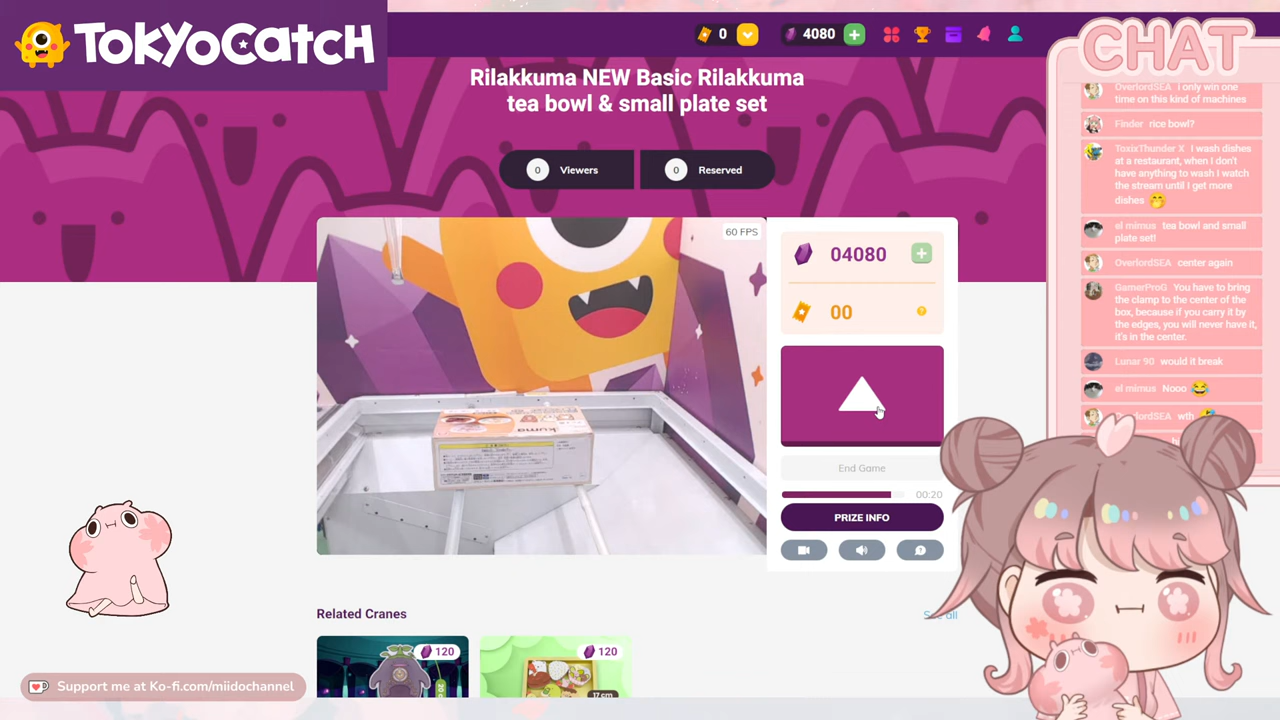 TOKYOCATCH
0
4080
CHAT
Rilakkuma NEW Basic Rilakkuma
tea bowl & small plate set
0 Viewers
0 Reserved
60 FPS
04080
00
End Game
00:20
PRIZE INFO
Related Cranes
See all
120
120
17 cm
Support me at Ko-fi.com/miidochannel
OverlordSEA I only win one
time on this kind of machines
Finder rice bowl?
ToxixThunder X I wash dishes
at a restaurant, when I don't
have anything to wash I watch
the stream until I get more
dishes
el mimus tea bowl and small
plate set!
OverlordSEA center again
GamerProG You have to bring
the clamp to the center of the
box, because if you carry it by
the edges, you will never have it,
it's in the center.
Lunar 90 would it break
el mimus Nooo
OverlordSEA wth